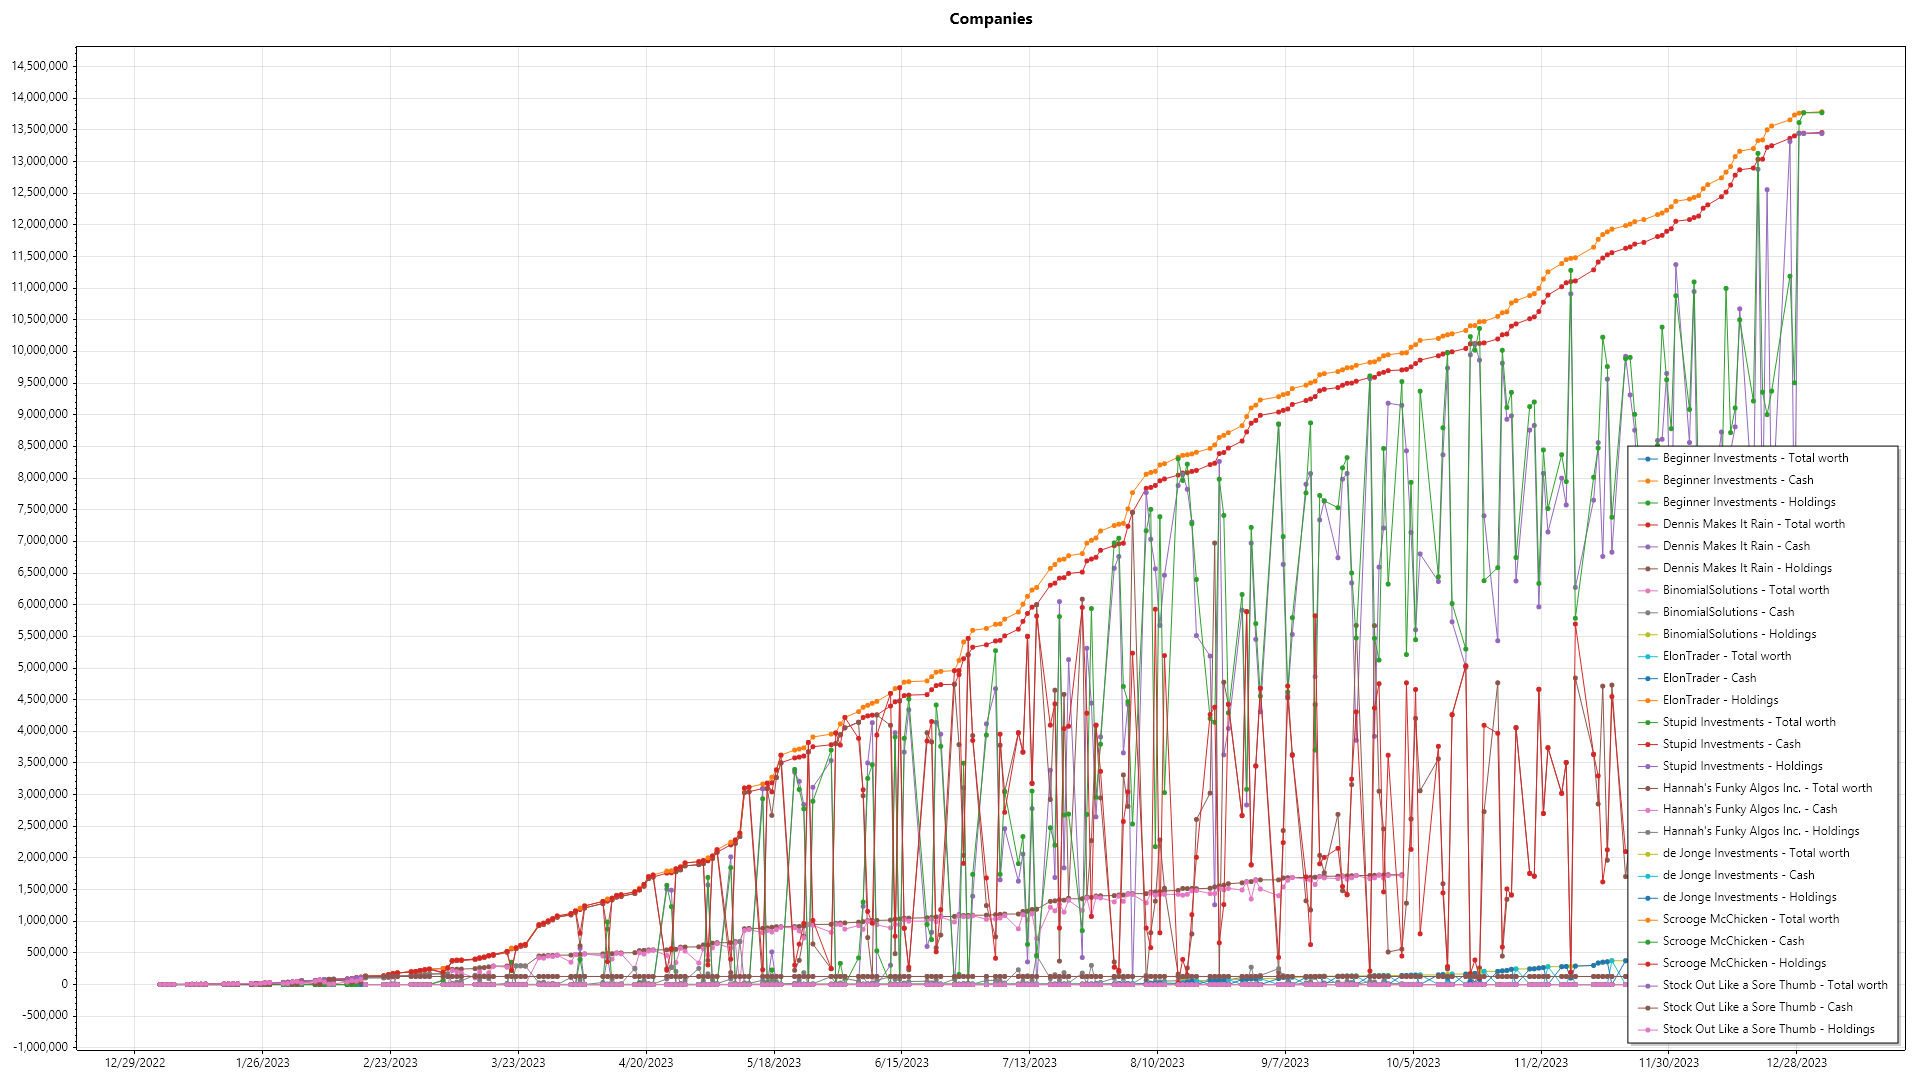 Companies
14,500,000
14,000,000
13,500,000
13,000,000
12,500,000
12,000,000
11,500,000
11,000,000
10,500,000
10,000,000
9,500,000
9,000,000
8,500,000
8,000,000
7,500,000
7,000,000
6,500,000
6,000,000
5,500,000
5,000,000
4,500,000
4,000,000
3,500,000
3,000,000
2,500,000
2,000,000
1,500,000
1,000,000
500,000
0
-500,000
-1,000,000
12/29/2022
1/26/2023
2/23/2023
3/23/2023
4/20/2023
5/18/2023
6/15/2023
7/13/2023
8/10/2023
9/7/2023
10/5/2023
11/2/2023
11/30/2023
12/28/2023
Beginner Investments - Total worth
Beginner Investments - Cash
Beginner Investments - Holdings
Dennis Makes It Rain - Total worth
Dennis Makes It Rain - Cash
Dennis Makes It Rain - Holdings
BinomialSolutions - Total worth
BinomialSolutions - Cash
BinomialSolutions - Holdings
ElonTrader - Total worth
ElonTrader - Cash
ElonTrader - Holdings
Stupid Investments - Total worth
Stupid Investments - Cash
Stupid Investments - Holdings
Hannah's Funky Algos Inc. - Total worth
Hannah's Funky Algos Inc. - Cash
Hannah's Funky Algos Inc. - Holdings
de Jonge Investments - Total worth
de Jonge Investments - Cash
de Jonge Investments - Holdings
Scrooge McChicken - Total worth
Scrooge McChicken - Cash
Scrooge McChicken - Holdings
Stock Out Like a Sore Thumb - Total worth
Stock Out Like a Sore Thumb - Cash
Stock Out Like a Sore Thumb - Holdings